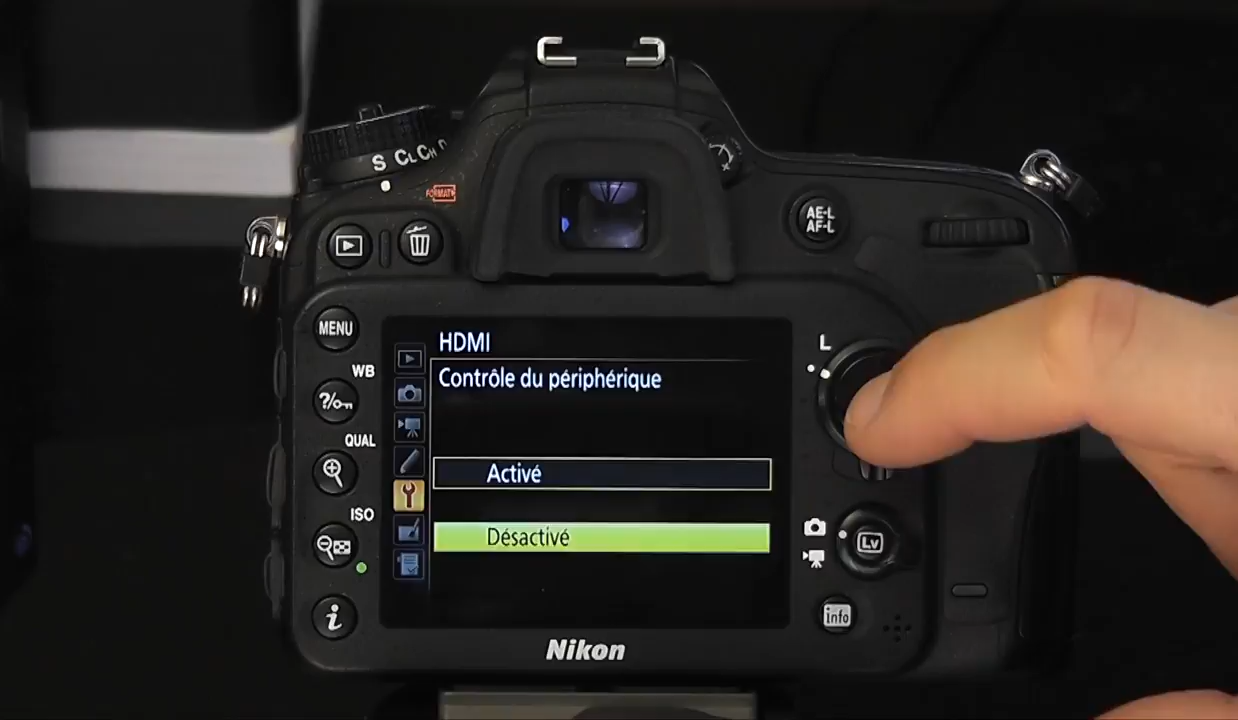 S CL CH
FORMAT
AE-L
AF-L
MENU
WB
?/
QUAL
ISO
i
HDMI
Contrôle du périphérique
Activé
Désactivé
L
Lv
info
Nikon